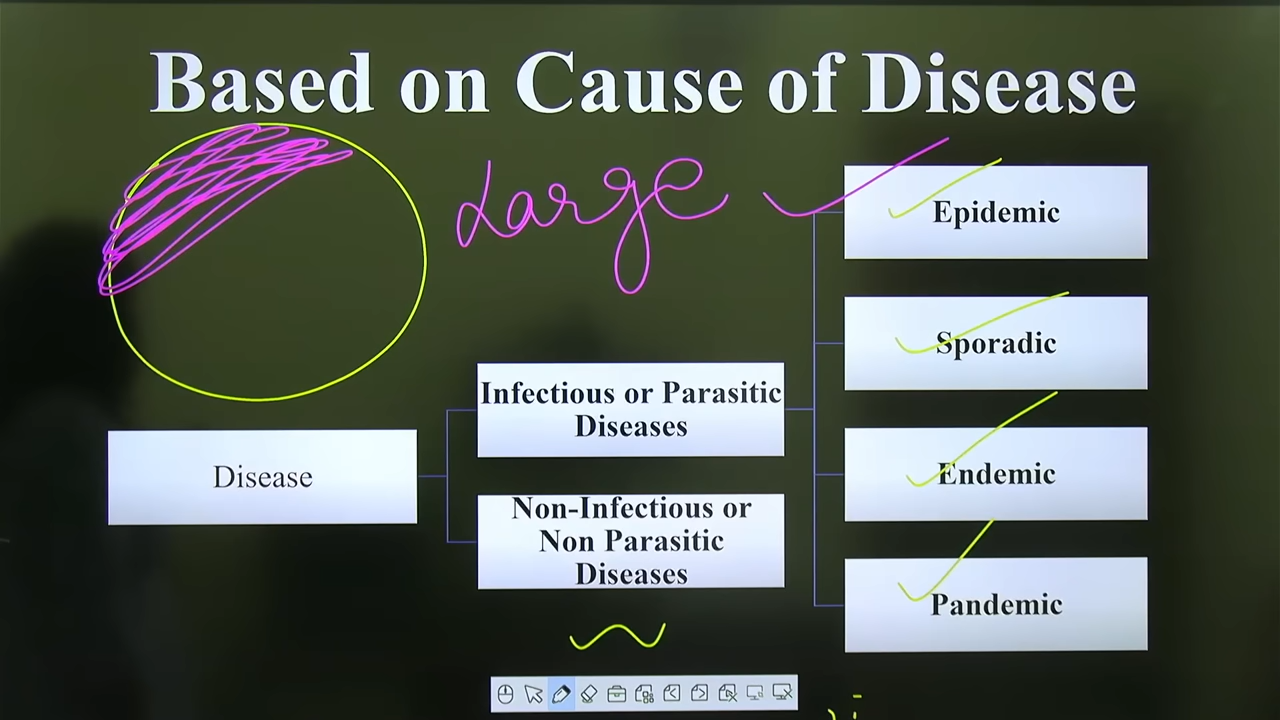 Based on Cause of Disease
Large
Epidemic
Sporadic
Infectious or Parasitic
Diseases
Endemic
Disease
Non-Infectious or
Non Parasitic
Diseases
Pandemic